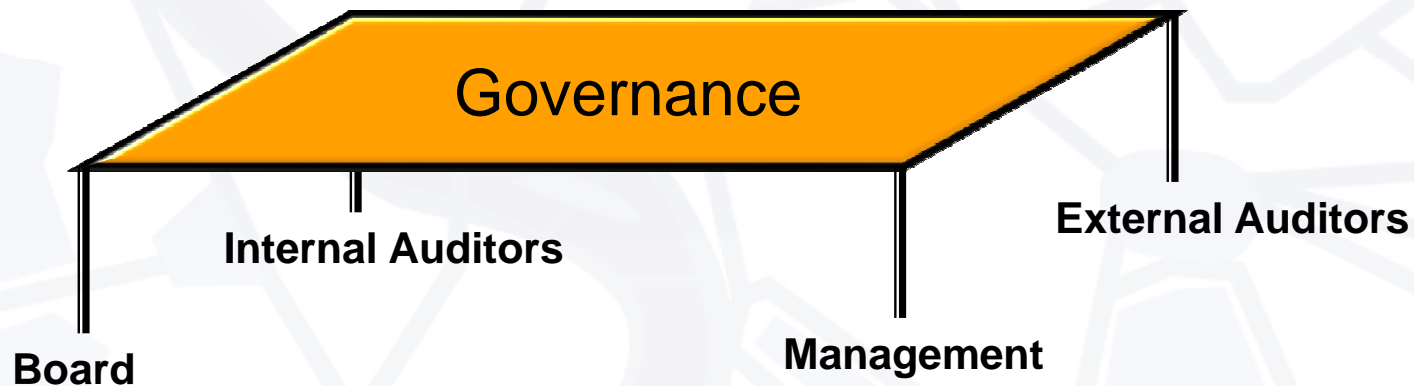 Governance
External Auditors
Internal Auditors
Management
Board